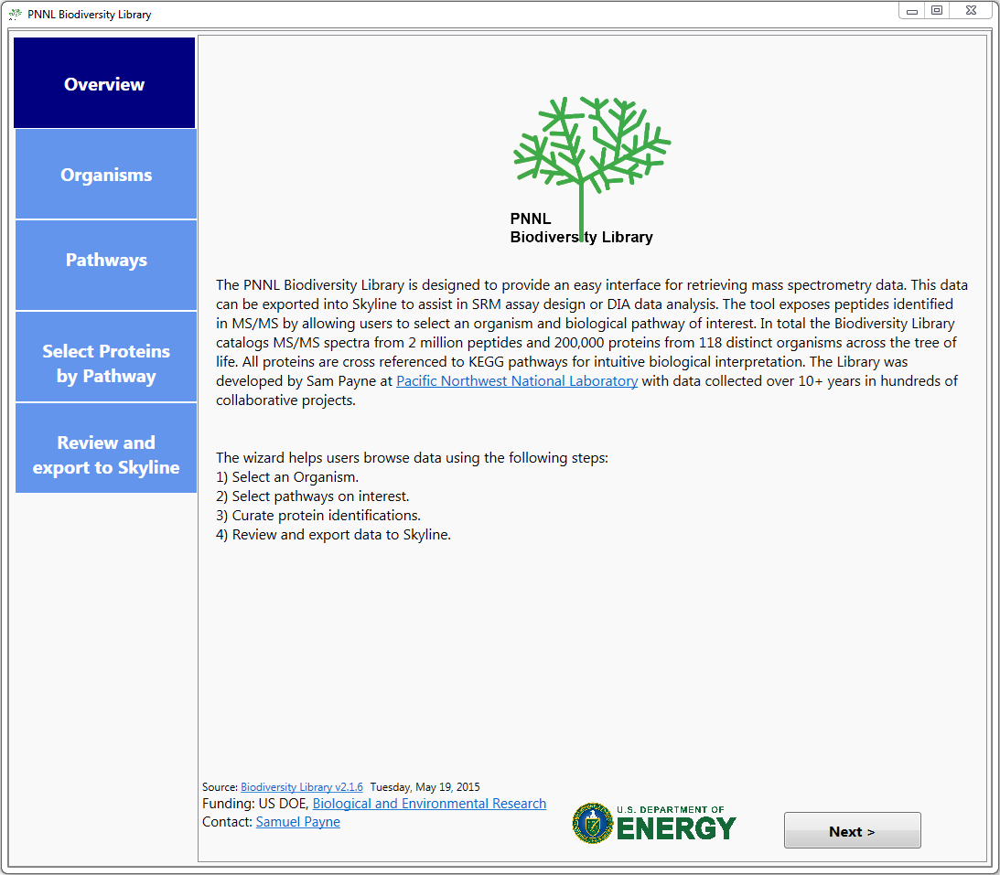 PNNL Biodiversity Library
Overview
Organisms
Pathways
Select Proteins
by Pathway
Review and
export to Skyline
PNNL
Biodiversity Library
The PNNL Biodiversity Library is designed to provide an easy interface for retrieving mass spectrometry data. This data
can be exported into Skyline to assist in SRM assay design or DIA data analysis. The tool exposes peptides identified
in MS/MS by allowing users to select an organism and biological pathway of interest. In total the Biodiversity Library
catalogs MS/MS spectra from 2 million peptides and 200,000 proteins from 118 distinct organisms across the tree of
life. All proteins are cross referenced to KEGG pathways for intuitive biological interpretation. The Library was
developed by Sam Payne at Pacific Northwest National Laboratory with data collected over 10+ years in hundreds of
collaborative projects.
The wizard helps users browse data using the following steps:
1) Select an Organism.
2) Select pathways on interest.
3) Curate protein identifications.
4) Review and export data to Skyline.
Source: Biodiversity Library v2.1.6 Tuesday, May 19, 2015
Funding: US DOE, Biological and Environmental Research
Contact: Samuel Payne
U.S. DEPARTMENT OF
ENERGY
Next >